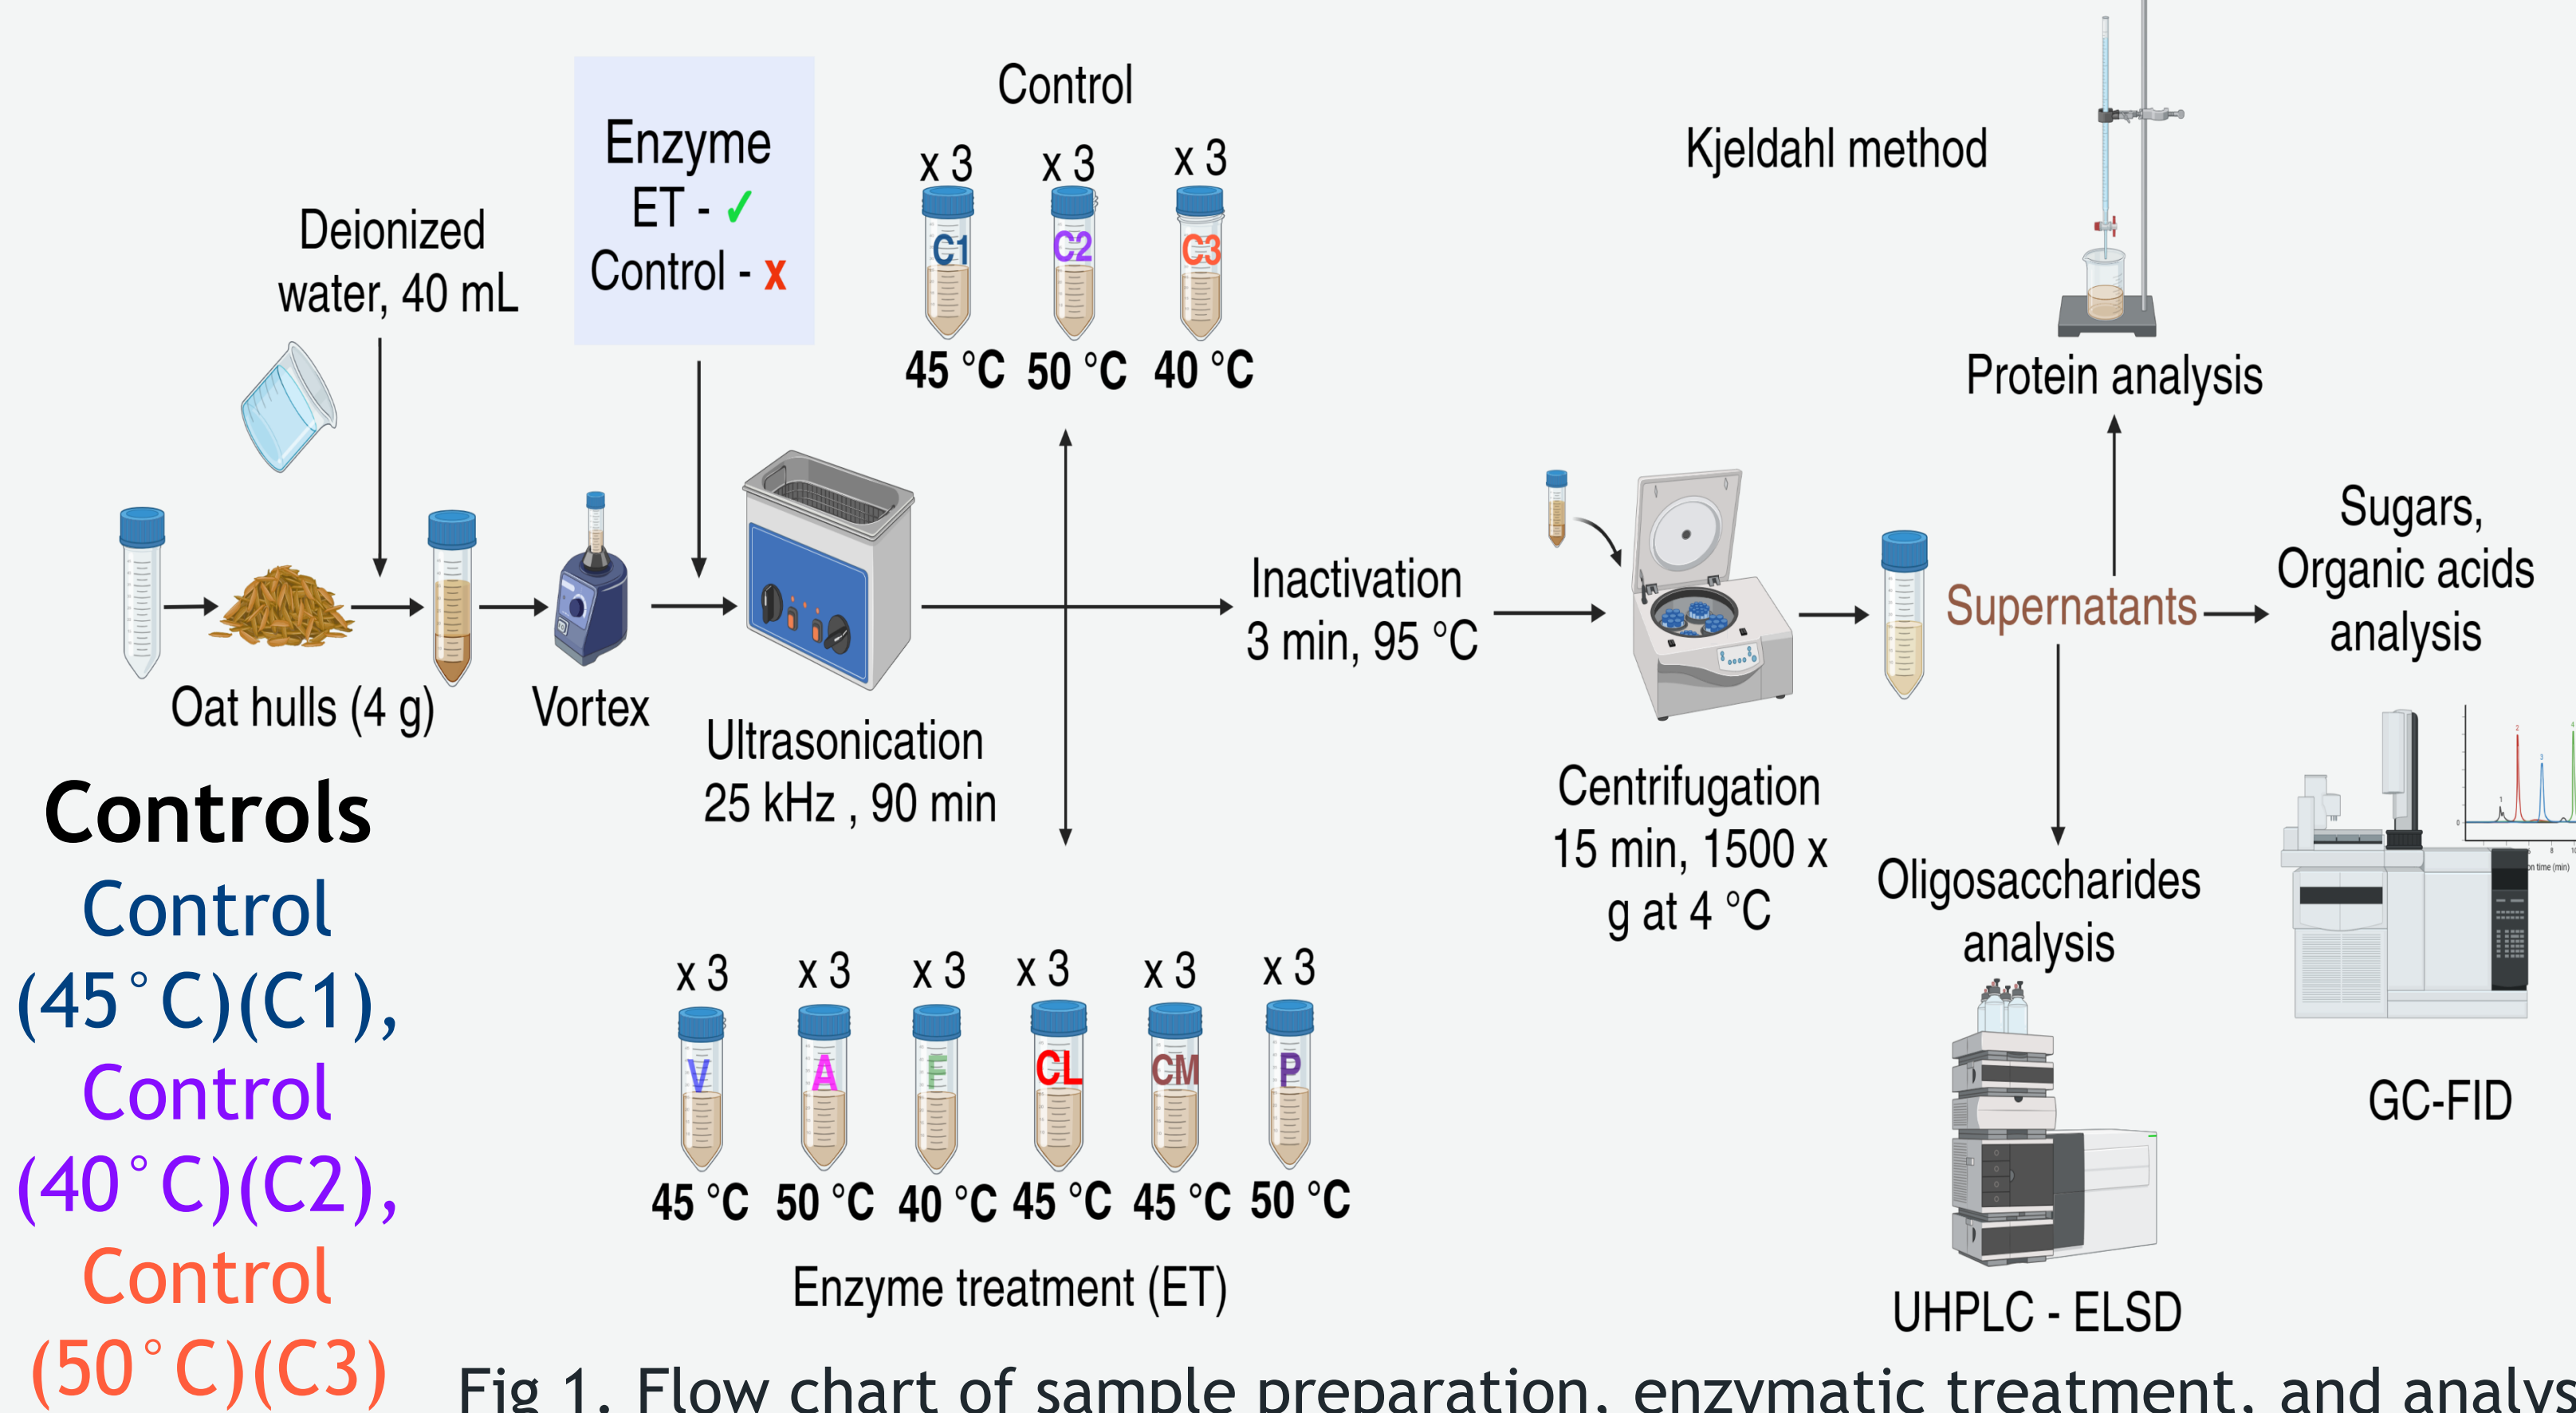 Deionized
water, 40 mL
Enzyme
ET - ✓
Control - x
Control
x 3 x 3 x 3
C1 C2 C3
45 °C 50 °C 40 °C
Kjeldahl method
Protein analysis
Oat hulls (4 g)
Vortex
Ultrasonication
25 kHz , 90 min
Inactivation
3 min, 95 °C
Centrifugation
15 min, 1500 x
g at 4 °C
Supernatants
Sugars,
Organic acids
analysis
GC-FID
Oligosaccharides
analysis
UHPLC - ELSD
x 3 x 3 x 3 x 3 x 3 x 3
V A F CL CM P
45 °C 50 °C 40 °C 45 °C 45 °C 50 °C
Enzyme treatment (ET)
Controls
Control
(45°C)(C1),
Control
(40°C)(C2),
Control
(50°C)(C3)
Fig 1. Flow chart of sample preparation, enzymatic treatment, and analys